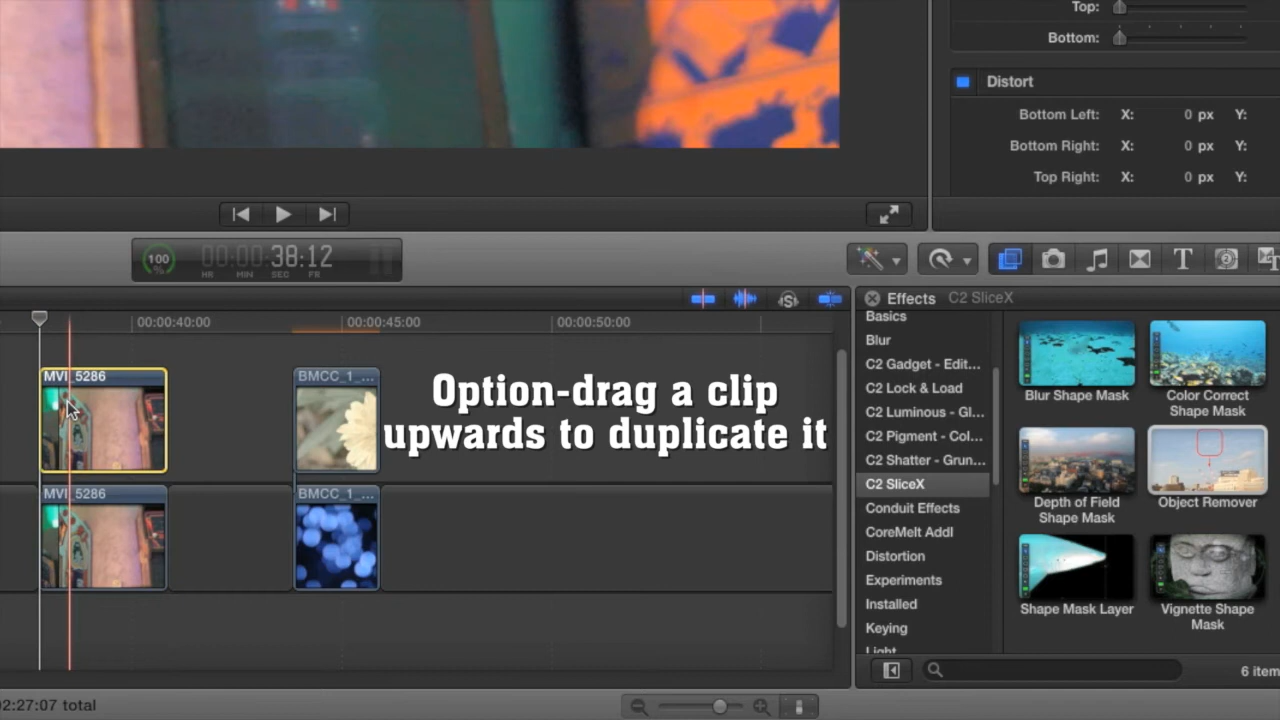 Top:
Bottom:
Distort
Bottom Left: X: 0 px Y:
Bottom Right: X: 0 px Y:
Top Right: X: 0 px Y:
100
%
00:00:38:12
HR MIN SEC FR
Effects C2 SliceX
00:00:40:00 00:00:45:00 00:00:50:00
MVI_5286
BMCC_1_...
Option-drag a clip
upwards to duplicate it
MVI_5286
BMCC_1_...
Basics
Blur
C2 Gadget - Edit...
C2 Lock & Load
C2 Luminous - Gl...
C2 Pigment - Col...
C2 Shatter - Grun...
C2 SliceX
Conduit Effects
CoreMelt Addl
Distortion
Experiments
Installed
Keying
Light
Blur Shape Mask
Color Correct
Shape Mask
Depth of Field
Shape Mask
Object Remover
Shape Mask Layer
Vignette Shape
Mask
2:27:07 total
6 item